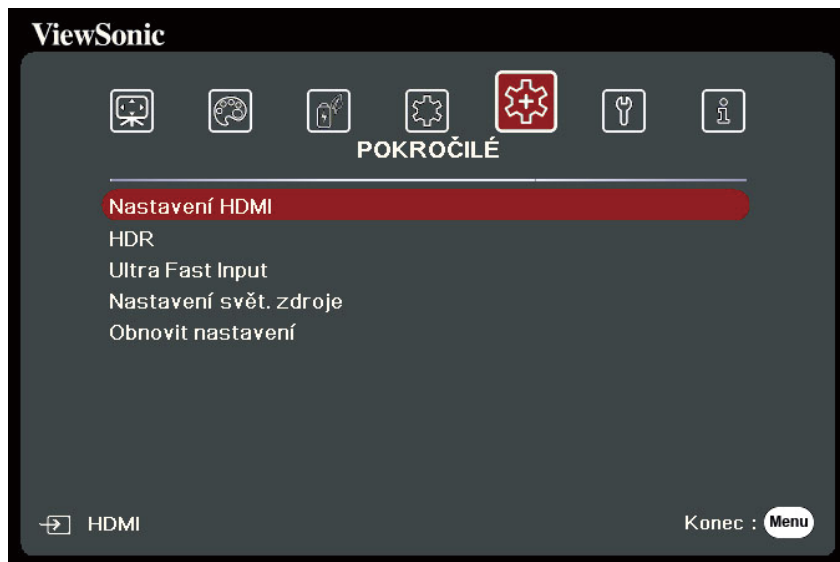 ViewSonic
POKROČILÉ
Nastavení HDMI
HDR
Ultra Fast Input
Nastavení svět. zdroje
Obnovit nastavení
HDMI
Konec : Menu